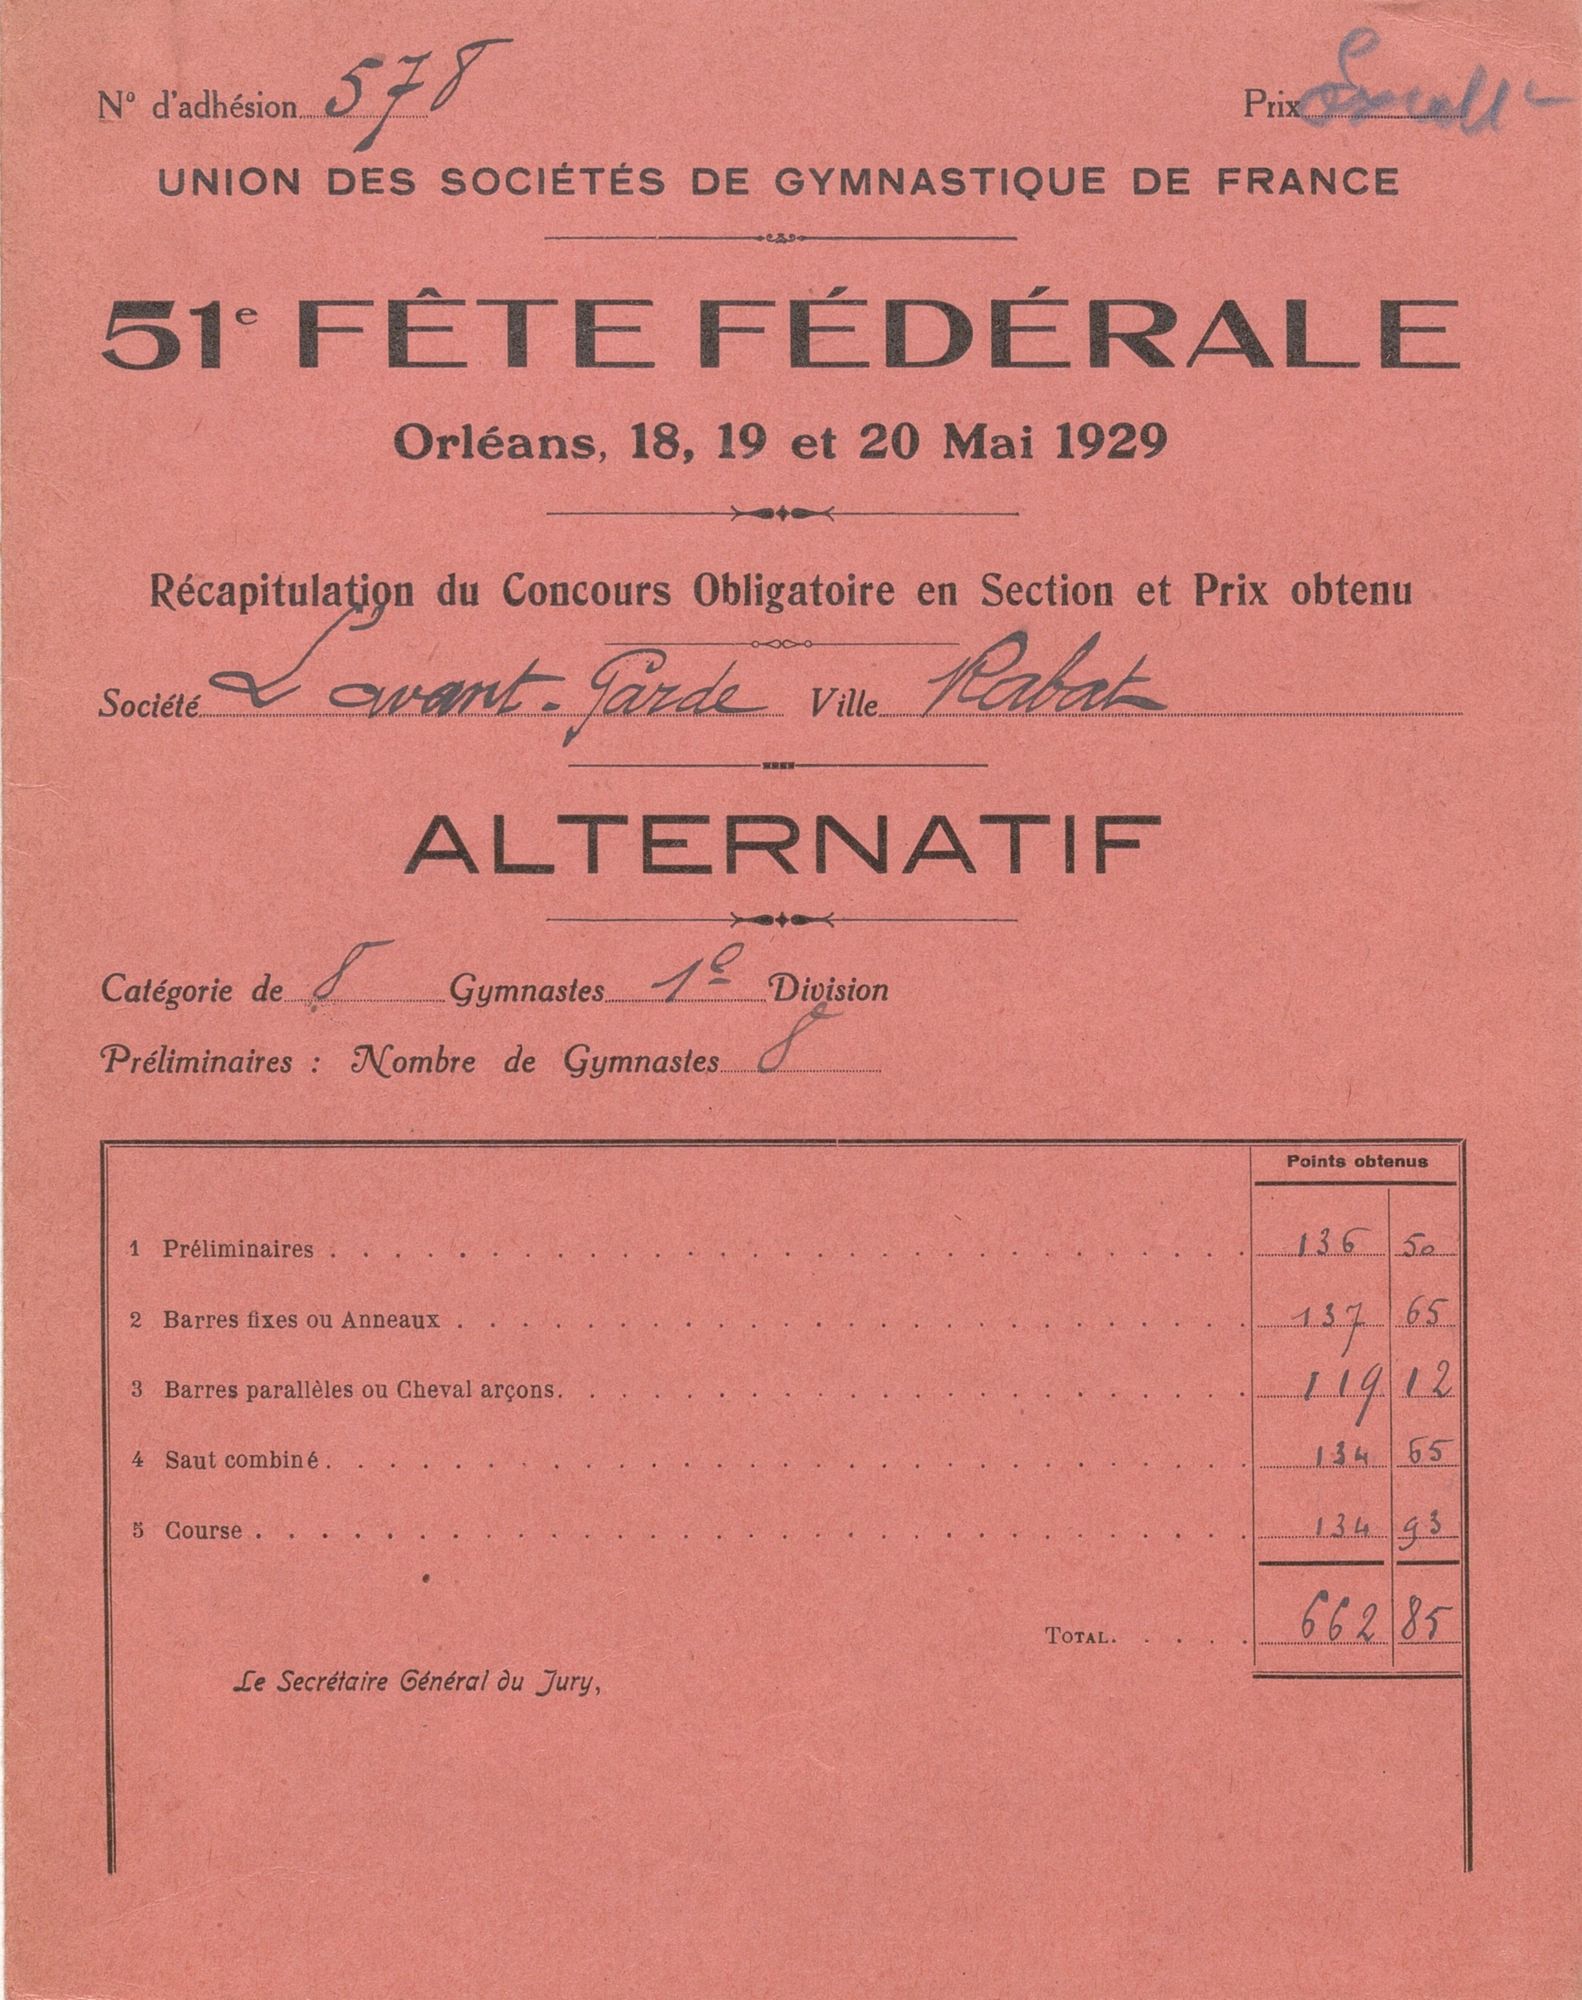 N° d'adhésion 578 Prix
UNION DES SOCIÉTÉS DE GYMNASTIQUE DE FRANCE
51e FÊTE FÉDÉRALE
Orléans, 18, 19 et 20 Mai 1929
Récapitulation du Concours Obligatoire en Section et Prix obtenu
Société L'avant-Garde Ville Rabat
ALTERNATIF
Catégorie de 8 Gymnastes 1e Division
Préliminaires : Nombre de Gymnastes 8
Points obtenus
1 Préliminaires 136 50
2 Barres fixes ou Anneaux 137 65
3 Barres parallèles ou Cheval arçons. 119 12
4 Saut combiné 134 65
5 Course 134 93
TOTAL 662 85
Le Secrétaire Général du Jury,